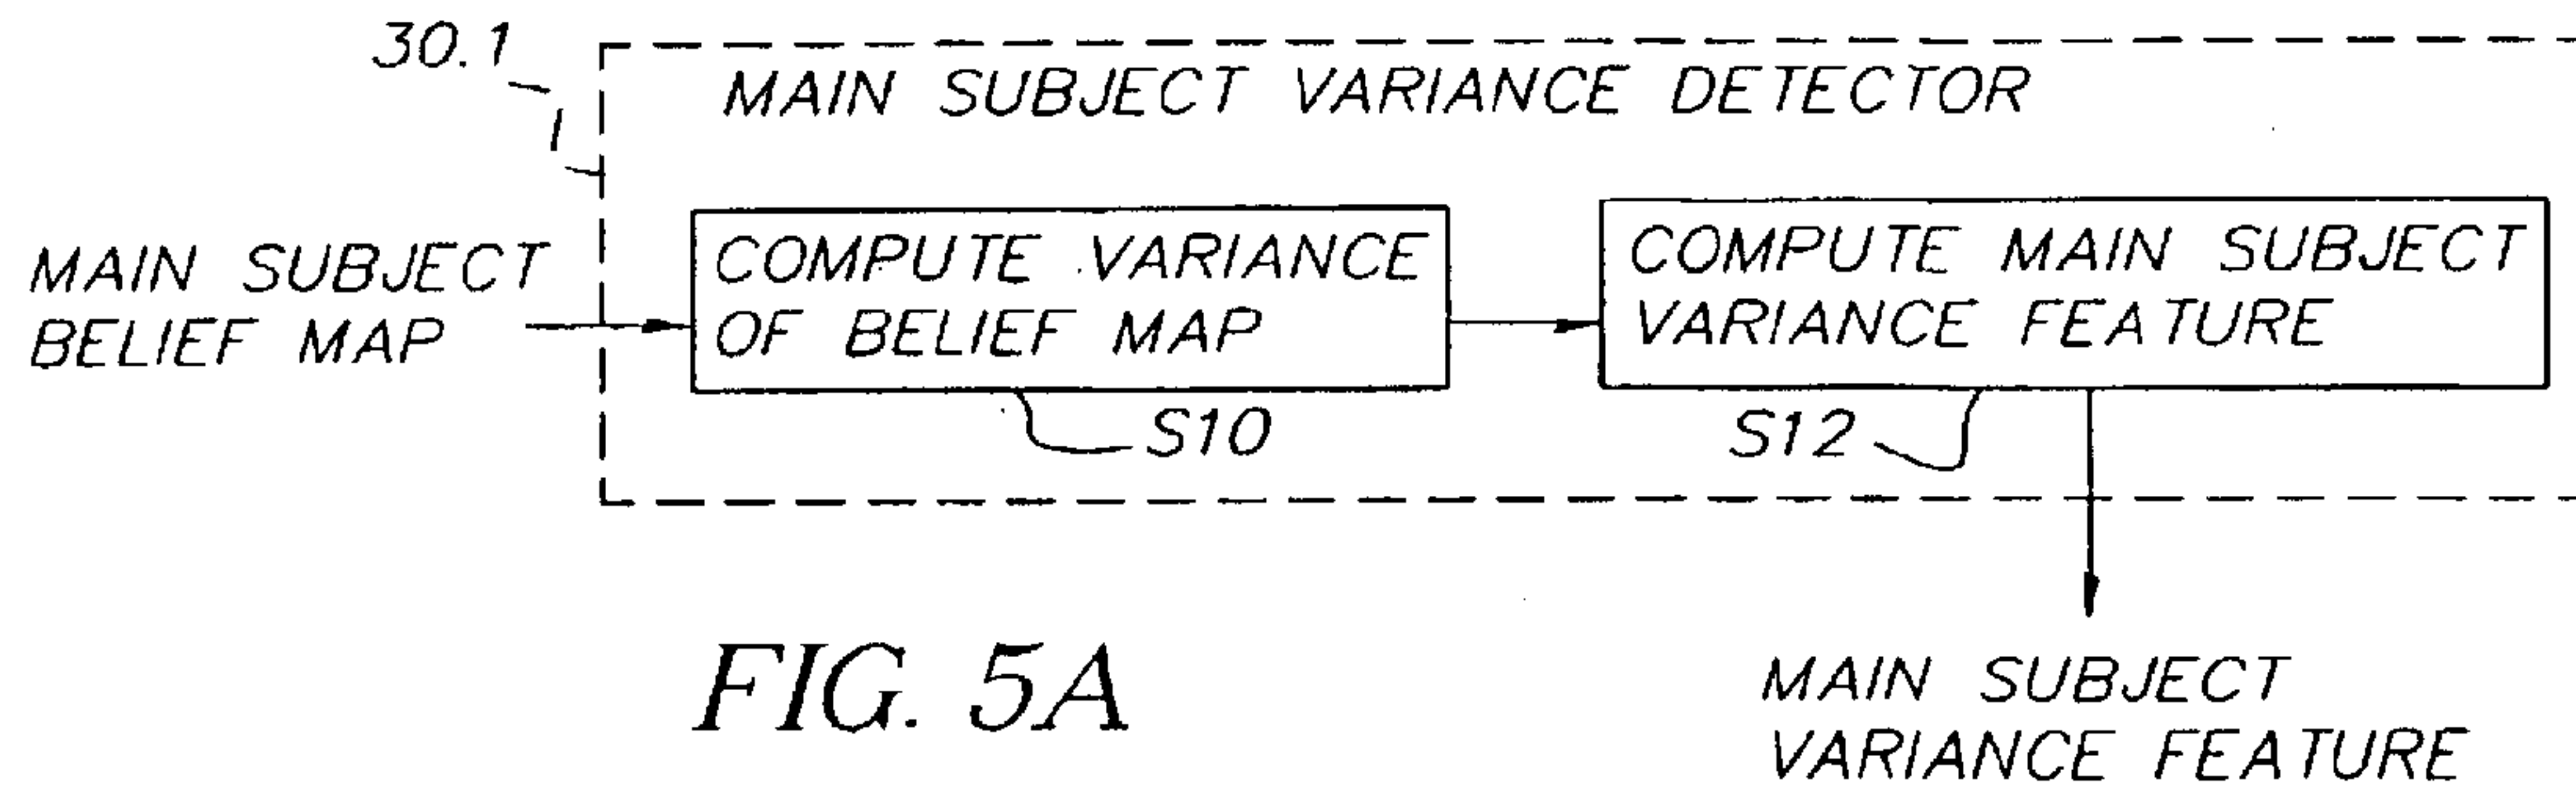 30.1
MAIN SUBJECT VARIANCE DETECTOR
MAIN SUBJECT
BELIEF MAP
COMPUTE VARIANCE
OF BELIEF MAP
COMPUTE MAIN SUBJECT
VARIANCE FEATURE
S10
S12
FIG. 5A
MAIN SUBJECT
VARIANCE FEATURE